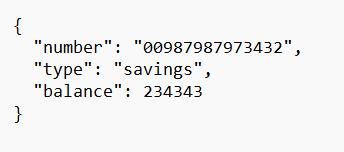 {
  "number": "00987987973432",
  "type": "savings",
  "balance": 234343
}